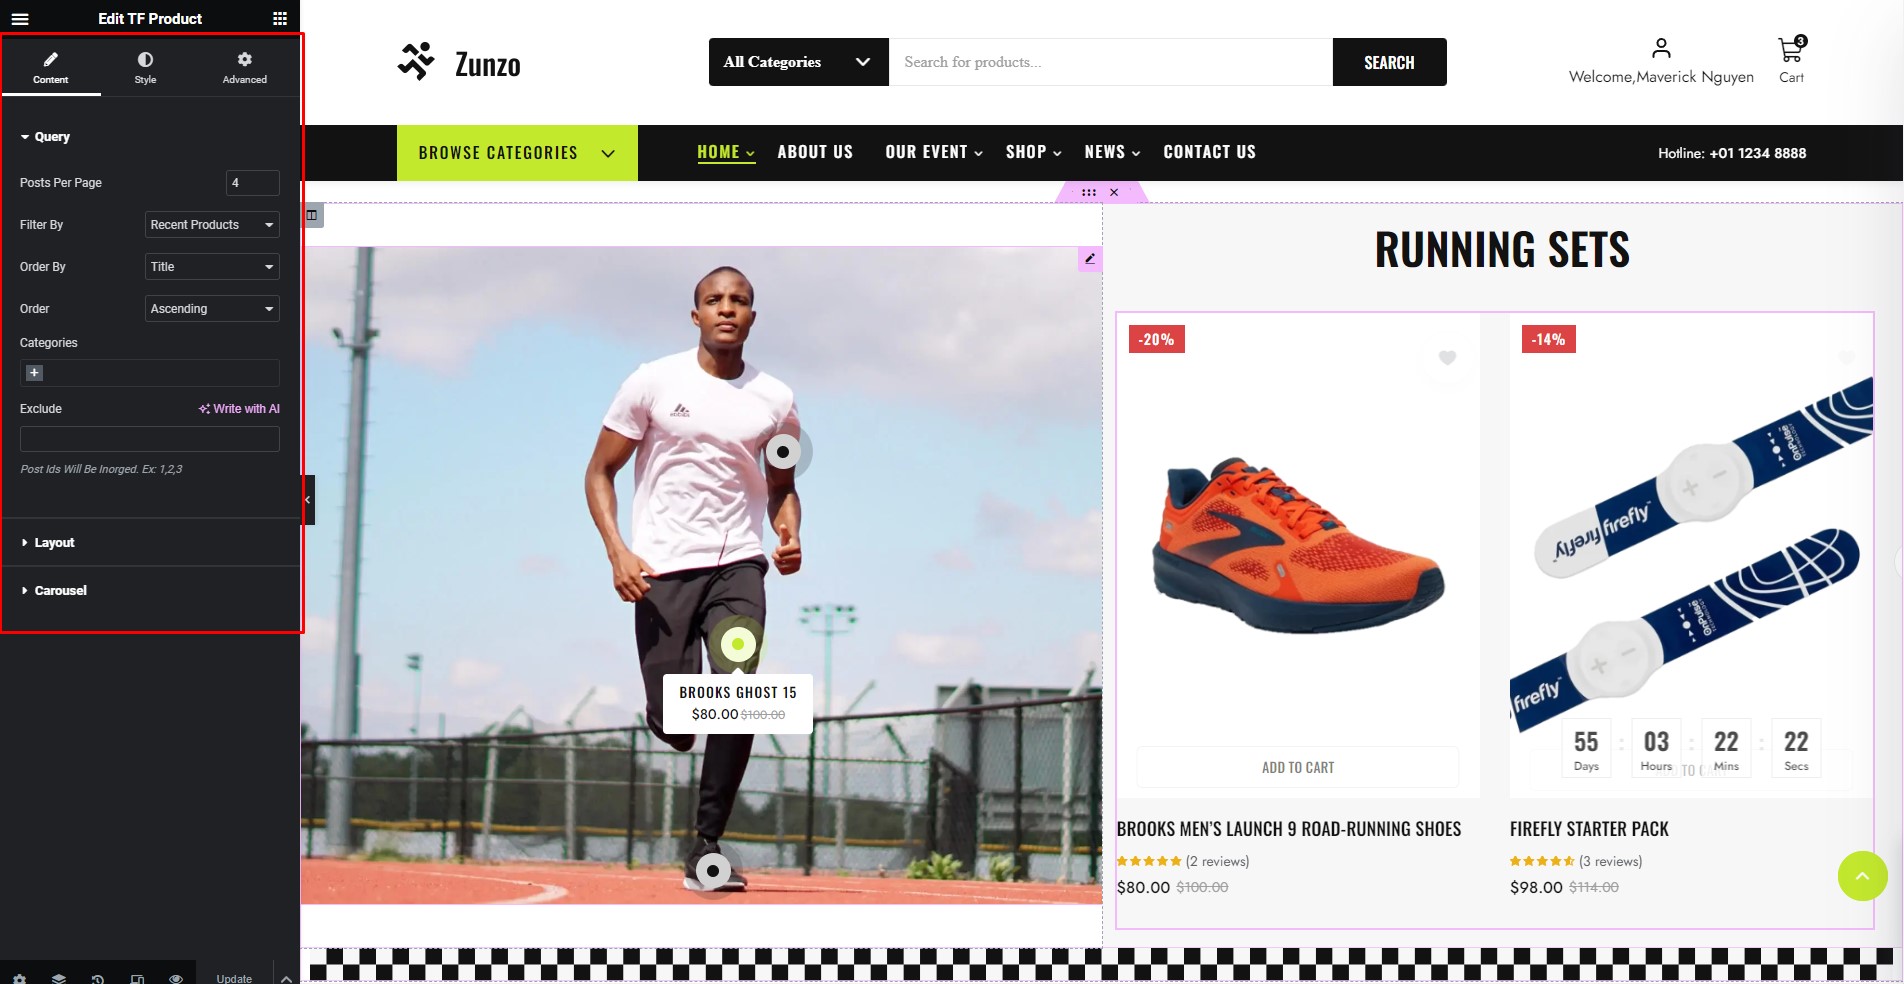 Edit TF Product
Content
Style
Advanced
Query
Posts Per Page
4
Filter By
Recent Products
Order By
Title
Order
Ascending
Categories
+
Exclude
Write with AI
Post Ids Will Be Inorged. Ex: 1,2,3
Layout
Carousel
Update
Zunzo
All Categories
Search for products...
SEARCH
Welcome,Maverick Nguyen
3
Cart
BROWSE CATEGORIES
HOME
ABOUT US
OUR EVENT
SHOP
NEWS
CONTACT US
Hotline: +01 1234 8888
BROOKS GHOST 15
$80.00 $100.00
RUNNING SETS
-20%
ADD TO CART
BROOKS MEN'S LAUNCH 9 ROAD-RUNNING SHOES
(2 reviews)
$80.00 $100.00
-14%
OnPulse
firefly
firefly
OnPulse
firefly
55 : 03 : 22 : 22
Days Hours Mins Secs
FIREFLY STARTER PACK
(3 reviews)
$98.00 $114.00